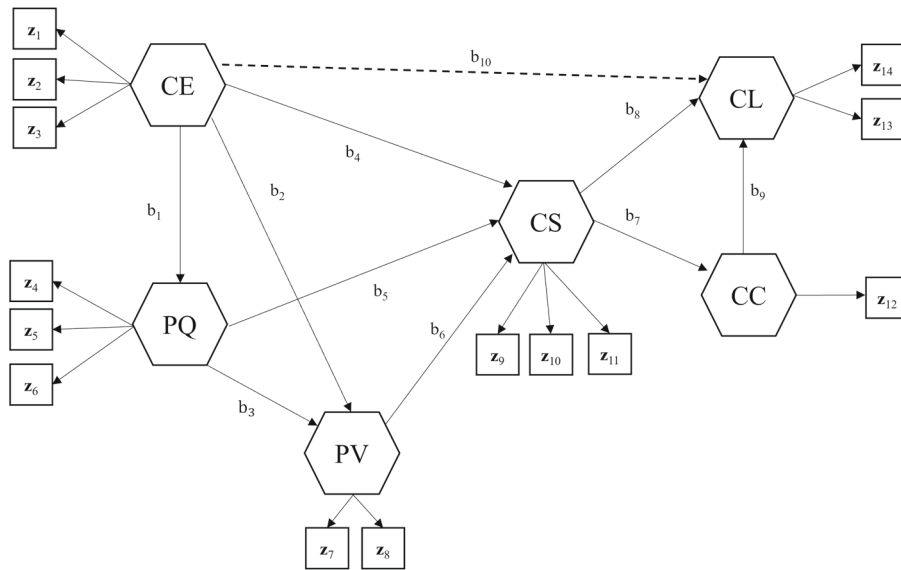 z₁
z₂
z₃
CE
b₁₀
CL
z₁₄
z₁₃
b₈
b₄
b₂
b₁
b₉
CS
b₇
CC
z₁₂
z₄
z₅
z₆
PQ
b₅
b₆
z₉
z₁₀
z₁₁
b₃
PV
z₇
z₈